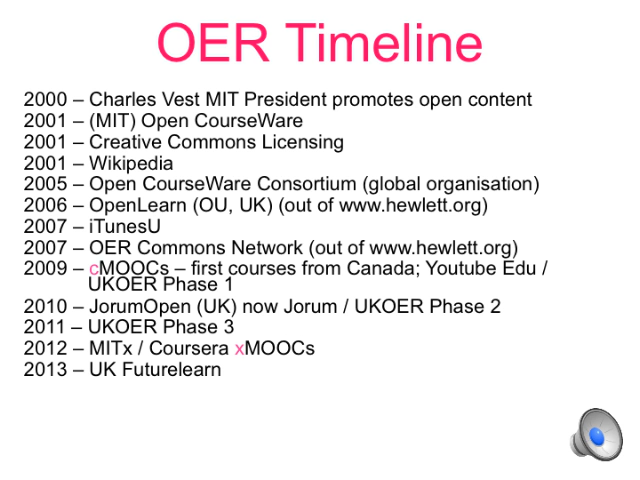 OER Timeline
2000 – Charles Vest MIT President promotes open content
2001 – (MIT) Open CourseWare
2001 – Creative Commons Licensing
2001 – Wikipedia
2005 – Open CourseWare Consortium (global organisation)
2006 – OpenLearn (OU, UK) (out of www.hewlett.org)
2007 – iTunesU
2007 – OER Commons Network (out of www.hewlett.org)
2009 – cMOOCs – first courses from Canada; Youtube Edu /
UKOER Phase 1
2010 – JorumOpen (UK) now Jorum / UKOER Phase 2
2011 – UKOER Phase 3
2012 – MITx / Coursera xMOOCs
2013 – UK Futurelearn